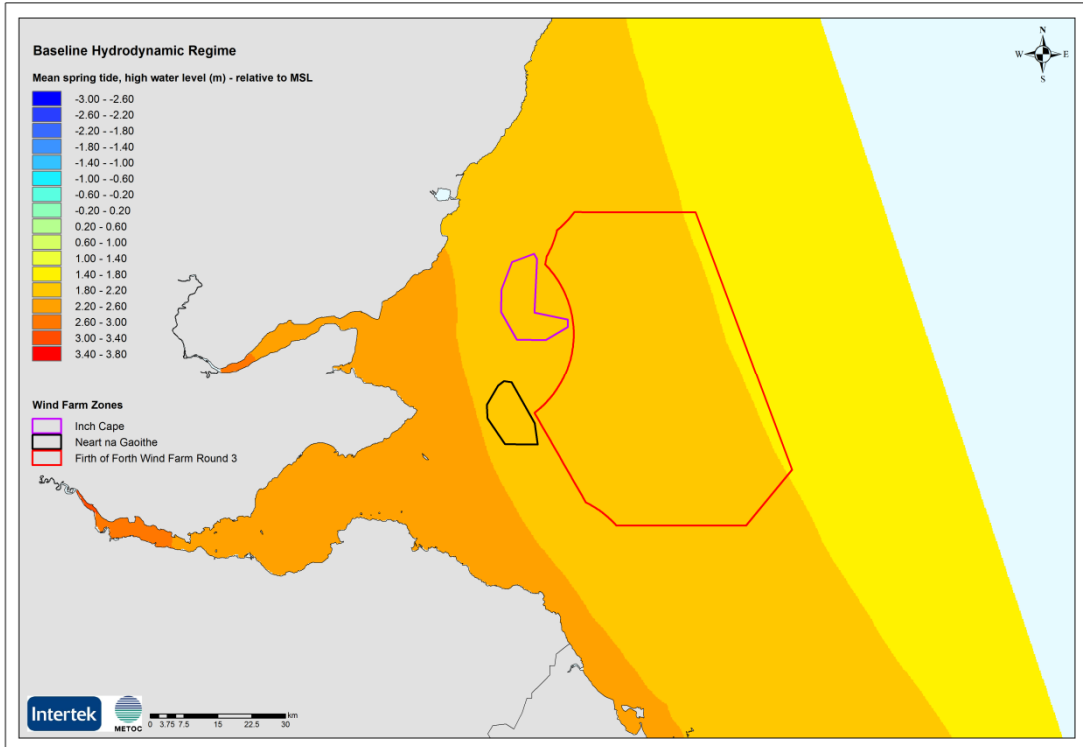 Baseline Hydrodynamic Regime
Mean spring tide, high water level (m) - relative to MSL
-3.00 - -2.60
-2.60 - -2.20
-2.20 - -1.80
-1.80 - -1.40
-1.40 - -1.00
-1.00 - -0.60
-0.60 - -0.20
-0.20 - 0.20
0.20 - 0.60
0.60 - 1.00
1.00 - 1.40
1.40 - 1.80
1.80 - 2.20
2.20 - 2.60
2.60 - 3.00
3.00 - 3.40
3.40 - 3.80
Wind Farm Zones
Inch Cape
Neart na Gaoithe
Firth of Forth Wind Farm Round 3
N
W E
S
Intertek
METOC
km
0 3.75 7.5 15 22.5 30